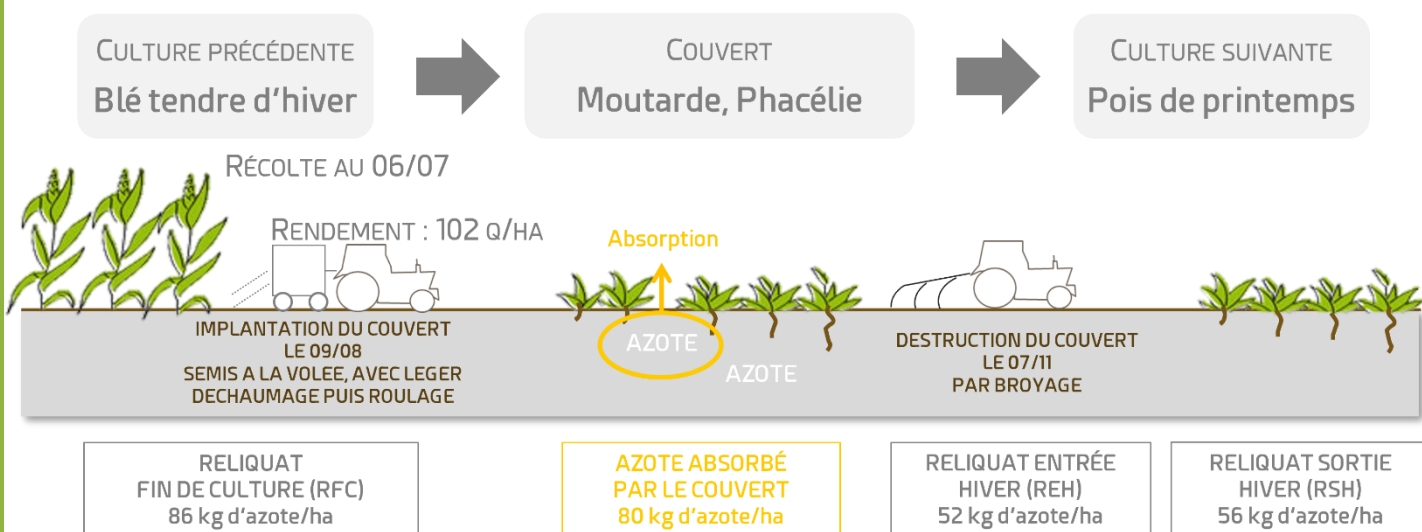 CULTURE PRÉCÉDENTE
Blé tendre d'hiver
COUVERT
Moutarde, Phacélie
CULTURE SUIVANTE
Pois de printemps
RÉCOLTE AU 06/07
RENDEMENT : 102 Q/HA
Absorption
IMPLANTATION DU COUVERT
LE 09/08
SEMIS A LA VOLEE, AVEC LEGER
DECHAUMAGE PUIS ROULAGE
AZOTE
AZOTE
DESTRUCTION DU COUVERT
LE 07/11
PAR BROYAGE
RELIQUAT
FIN DE CULTURE (RFC)
86 kg d'azote/ha
AZOTE ABSORBÉ
PAR LE COUVERT
80 kg d'azote/ha
RELIQUAT ENTRÉE
HIVER (REH)
52 kg d'azote/ha
RELIQUAT SORTIE
HIVER (RSH)
56 kg d'azote/ha